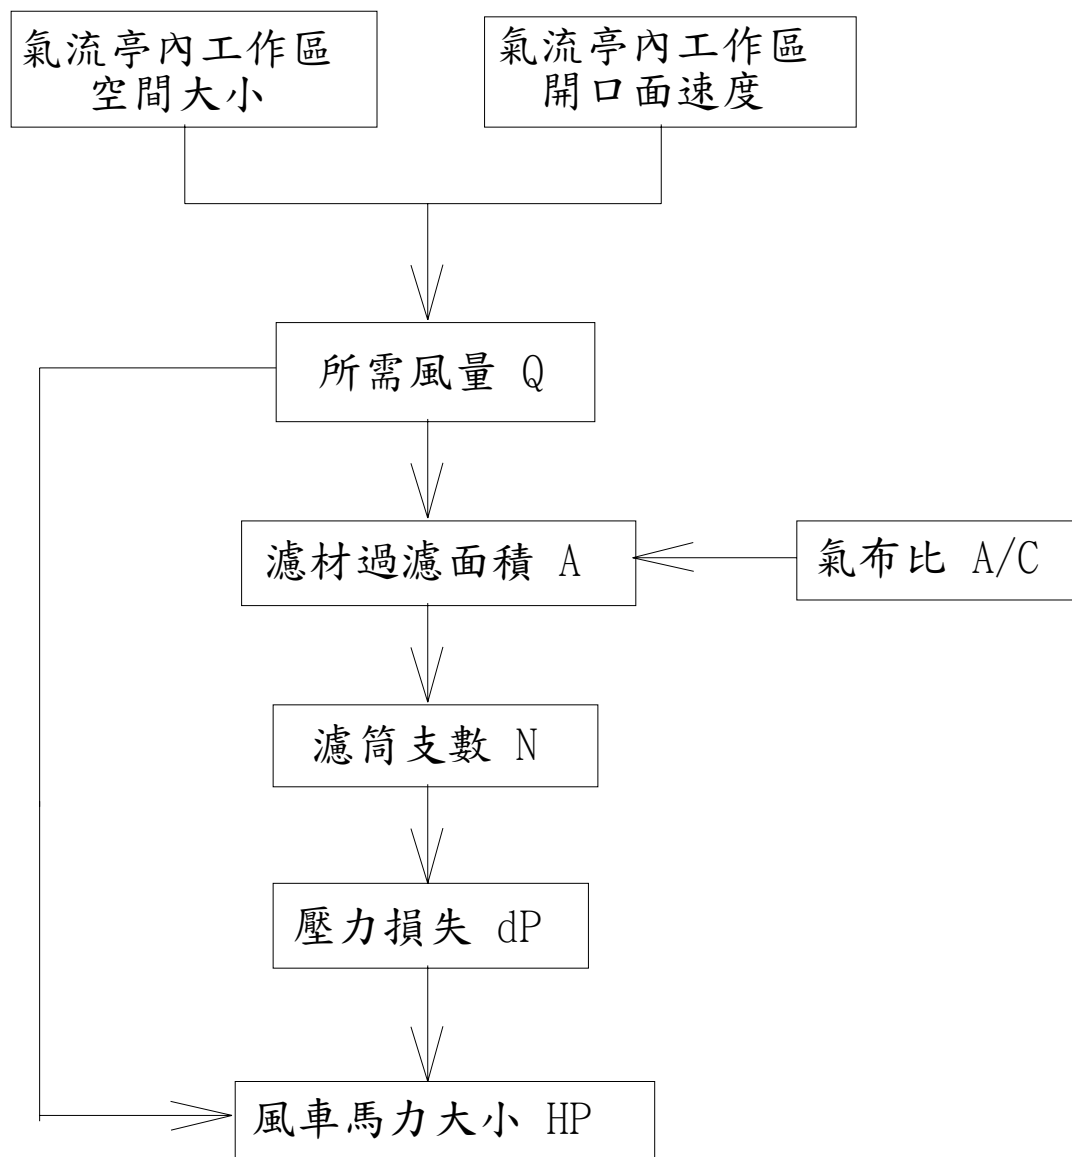 氣流亭內工作區
空間大小
氣流亭內工作區
開口面速度
所需風量 Q
濾材過濾面積 A
氣布比 A/C
濾筒支數 N
壓力損失 dP
風車馬力大小 HP